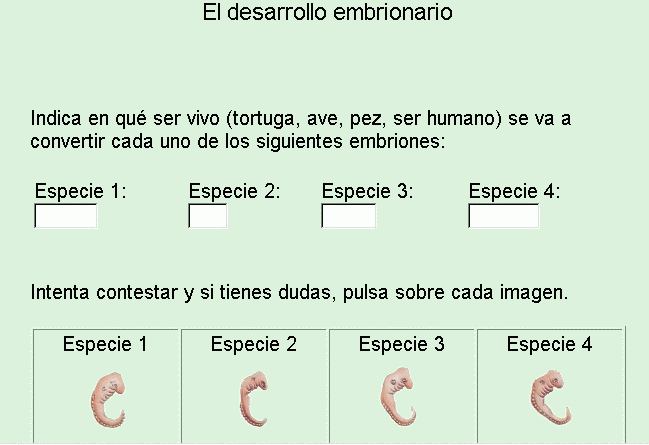 El desarrollo embrionario
Indica en qué ser vivo (tortuga, ave, pez, ser humano) se va a
convertir cada uno de los siguientes embriones:
Especie 1: Especie 2: Especie 3: Especie 4:
Intenta contestar y si tienes dudas, pulsa sobre cada imagen.
Especie 1 Especie 2 Especie 3 Especie 4